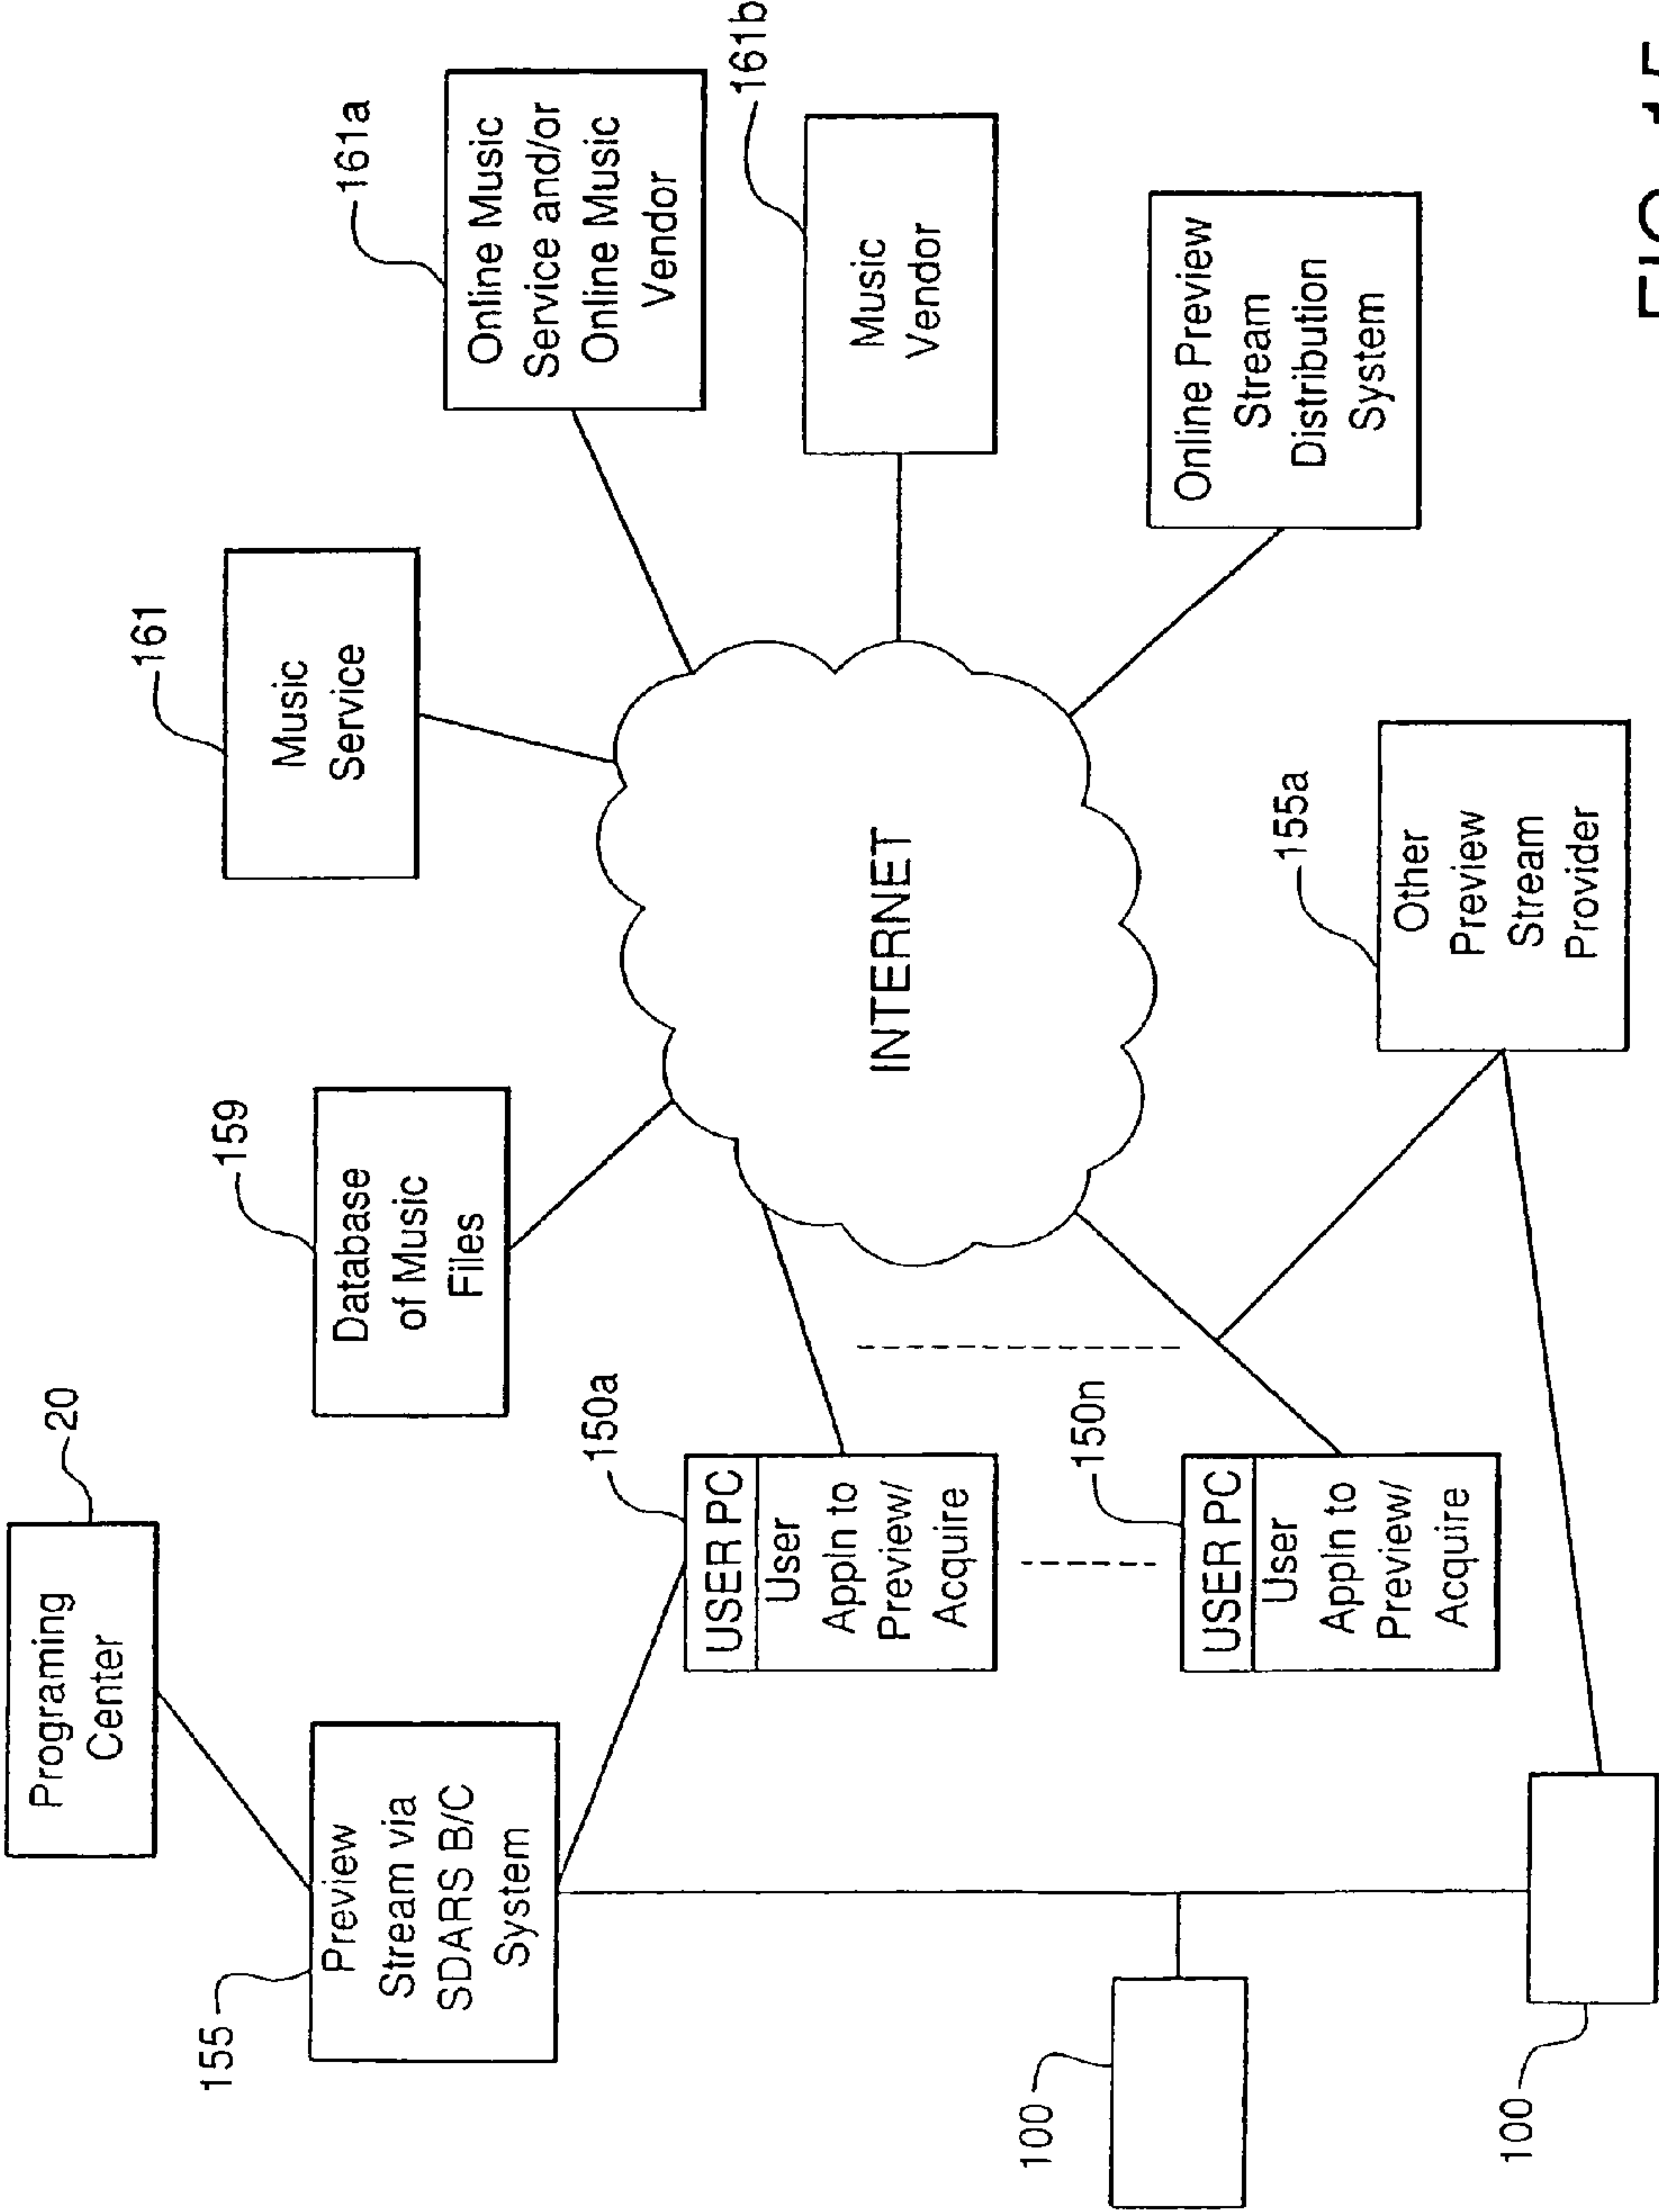 Programing
Center
20
155
Preview
Stream via
SDARS B/C
System
Database
of Music
Files
159
Music
Service
161
Online Music
Service and/or
Online Music
Vendor
161a
Music
Vendor
161b
Online Preview
Stream
Distribution
System
INTERNET
USER PC
User
Appln to
Preview/
Acquire
150a
USER PC
User
Appln to
Preview/
Acquire
150n
Other
Preview
Stream
Provider
155a
100
100